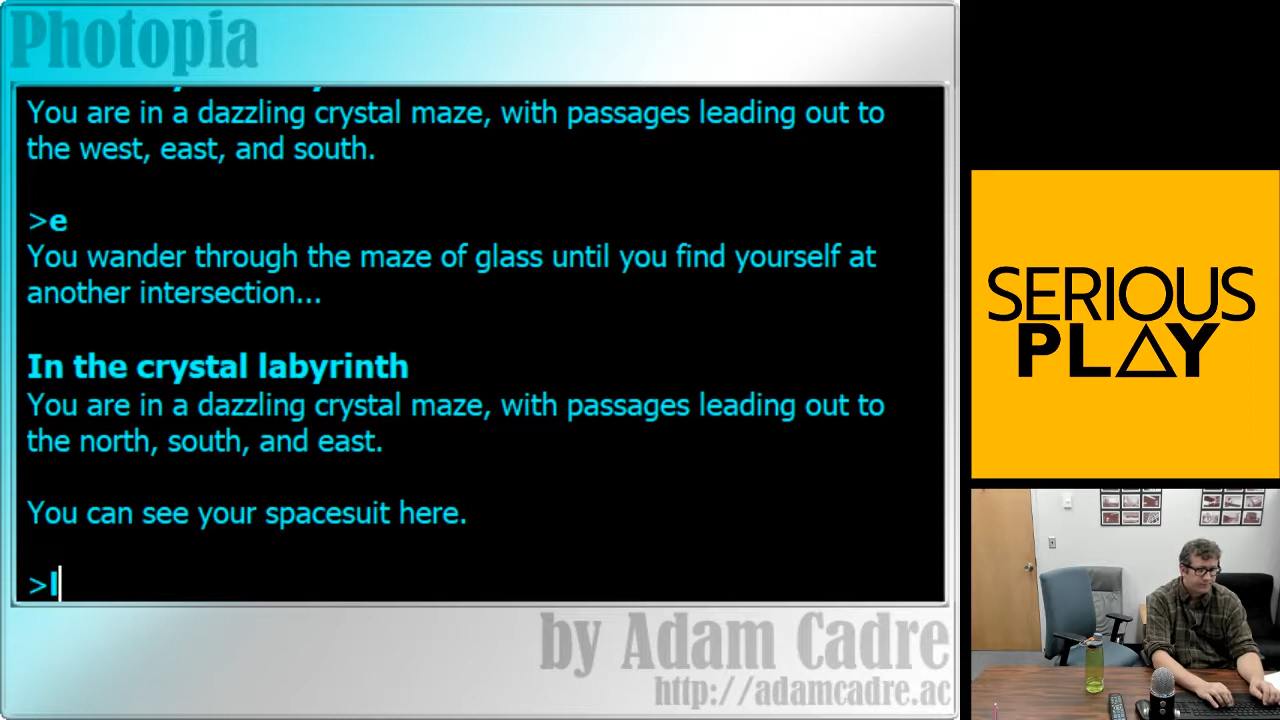 Photopia
You are in a dazzling crystal maze, with passages leading out to
the west, east, and south.
>e
You wander through the maze of glass until you find yourself at
another intersection...
In the crystal labyrinth
You are in a dazzling crystal maze, with passages leading out to
the north, south, and east.
You can see your spacesuit here.
>l
by Adam Cadre
http://adamcadre.ac
SERIOUS
PLAY